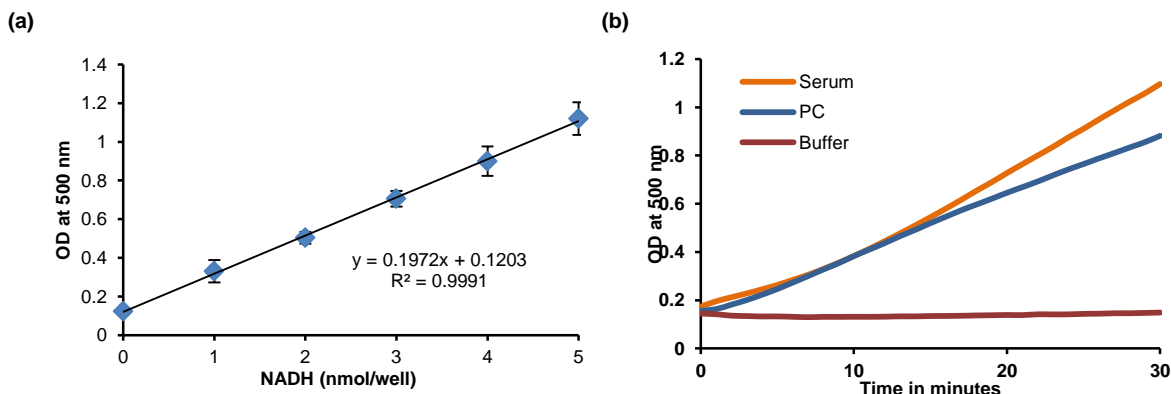 (a)
OD at 500 nm
1.4
1.2
1
0.8
0.6
0.4
0.2
0
y = 0.1972x + 0.1203
R² = 0.9991
0 1 2 3 4 5
NADH (nmol/well)
(b)
OD at 500 nm
1.2
1
0.8
0.6
0.4
0.2
0
Serum
PC
Buffer
0 10 20 30
Time in minutes